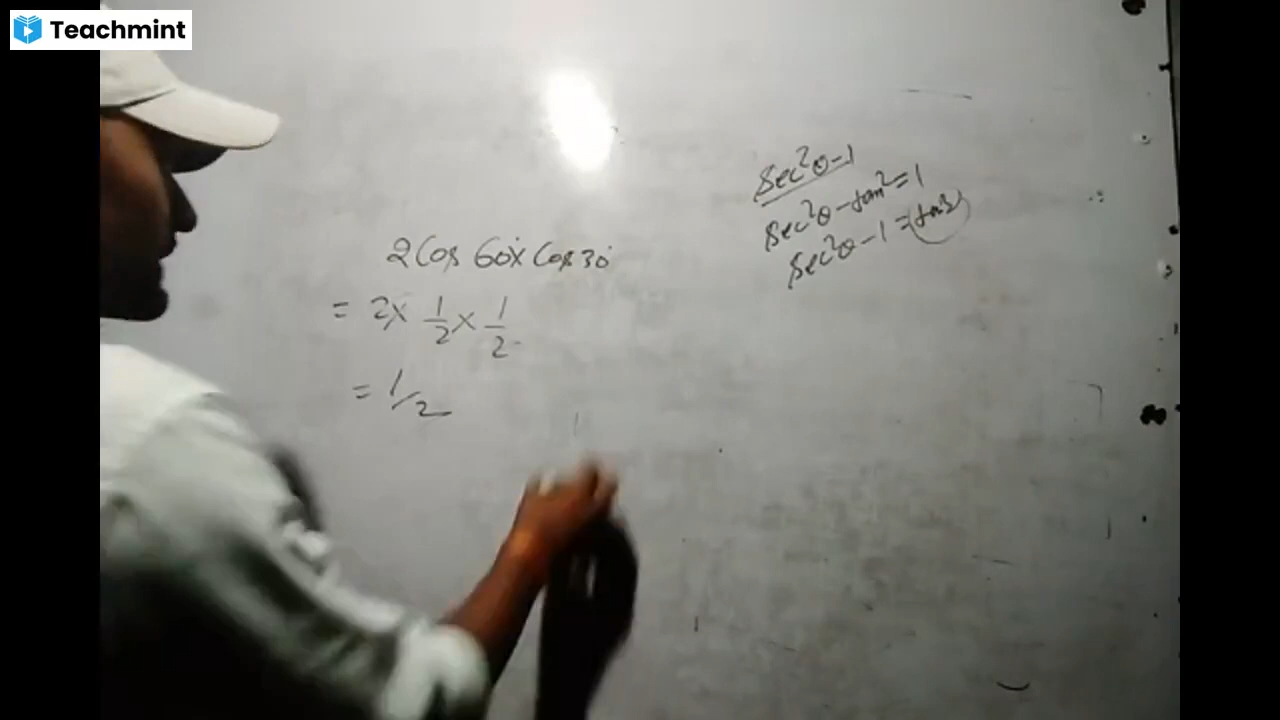 Teachmint
sec²θ-1
sec²θ-tan²=1
sec²θ-1=
2Cos 60° x Cos 30°
= 2 x 1/2 x 1/2
= 1/2